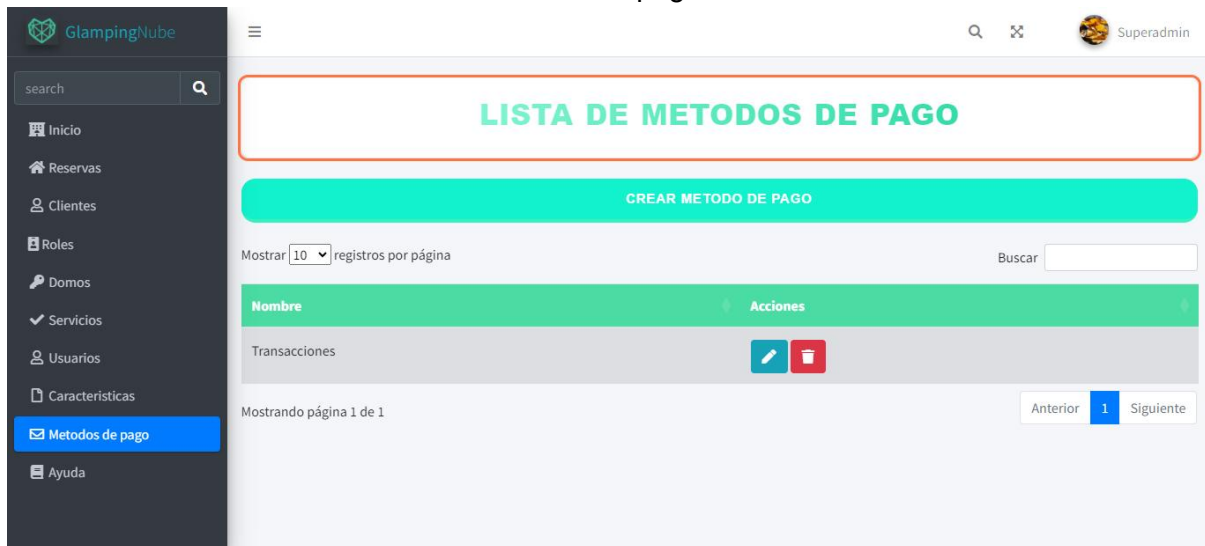 pag
GlampingNube
Superadmin
search
Inicio
Reservas
Clientes
Roles
Domos
Servicios
Usuarios
Caracteristicas
Metodos de pago
Ayuda
LISTA DE METODOS DE PAGO
CREAR METODO DE PAGO
Mostrar 10 registros por página
Buscar
Nombre Acciones
Transacciones
Mostrando página 1 de 1
Anterior 1 Siguiente